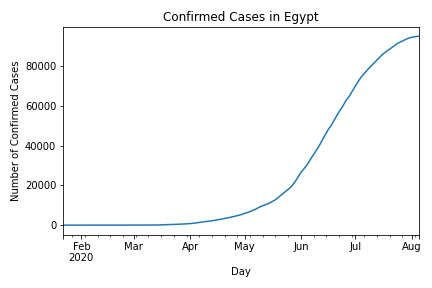 Confirmed Cases in Egypt
Number of Confirmed Cases
80000
60000
40000
20000
0
Feb Mar Apr May Jun Jul Aug
2020
Day